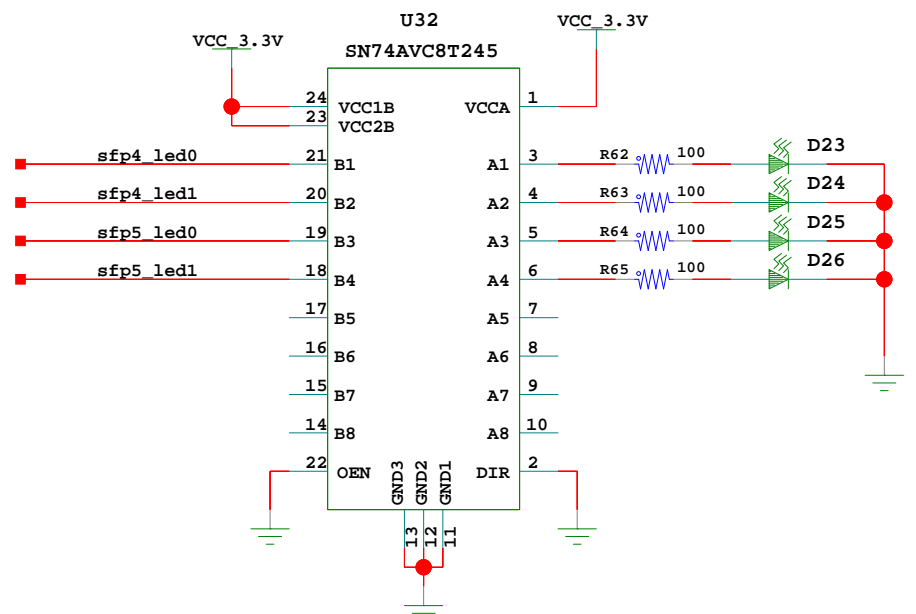 U32
SN74AVC8T245
VCC_3.3V
VCC_3.3V
24 VCC1B VCCA 1
23 VCC2B
sfp4_led0 21 B1 A1 3 R62 100 D23
sfp4_led1 20 B2 A2 4 R63 100 D24
sfp5_led0 19 B3 A3 5 R64 100 D25
sfp5_led1 18 B4 A4 6 R65 100 D26
17 B5 A5 7
16 B6 A6 8
15 B7 A7 9
14 B8 A8 10
22 OEN DIR 2
GND3 GND2 GND1
13 12 11